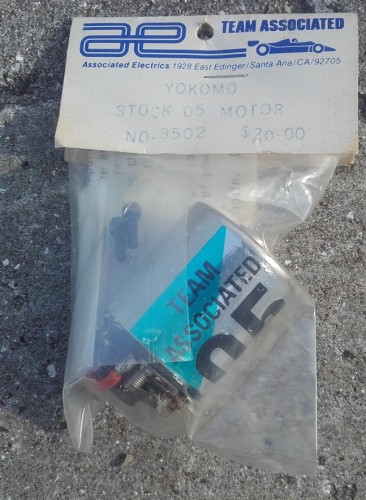 ae TEAM ASSOCIATED
Associated Electrics 1928 East Edinger/Santa Ana/CA/92705
YOKOMO
STOCK 05 MOTOR
NO. 3502 $20.00
TEAM
ASSOCIATED
05